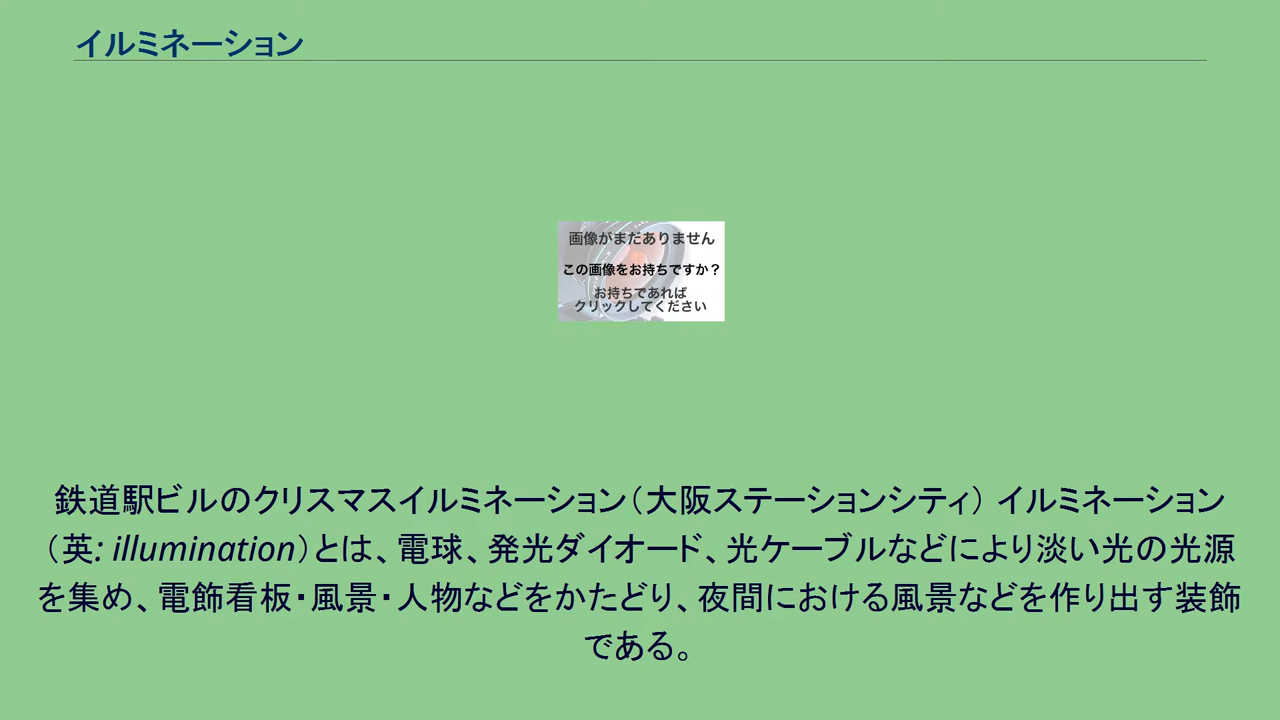 イルミネーション
画像がまだありません
この画像をお持ちですか？
お持ちであれば
クリックしてください
鉄道駅ビルのクリスマスイルミネーション（大阪ステーションシティ） イルミネーション
（英: illumination）とは、電球、発光ダイオード、光ケーブルなどにより淡い光の光源
を集め、電飾看板・風景・人物などをかたどり、夜間における風景などを作り出す装飾
である。